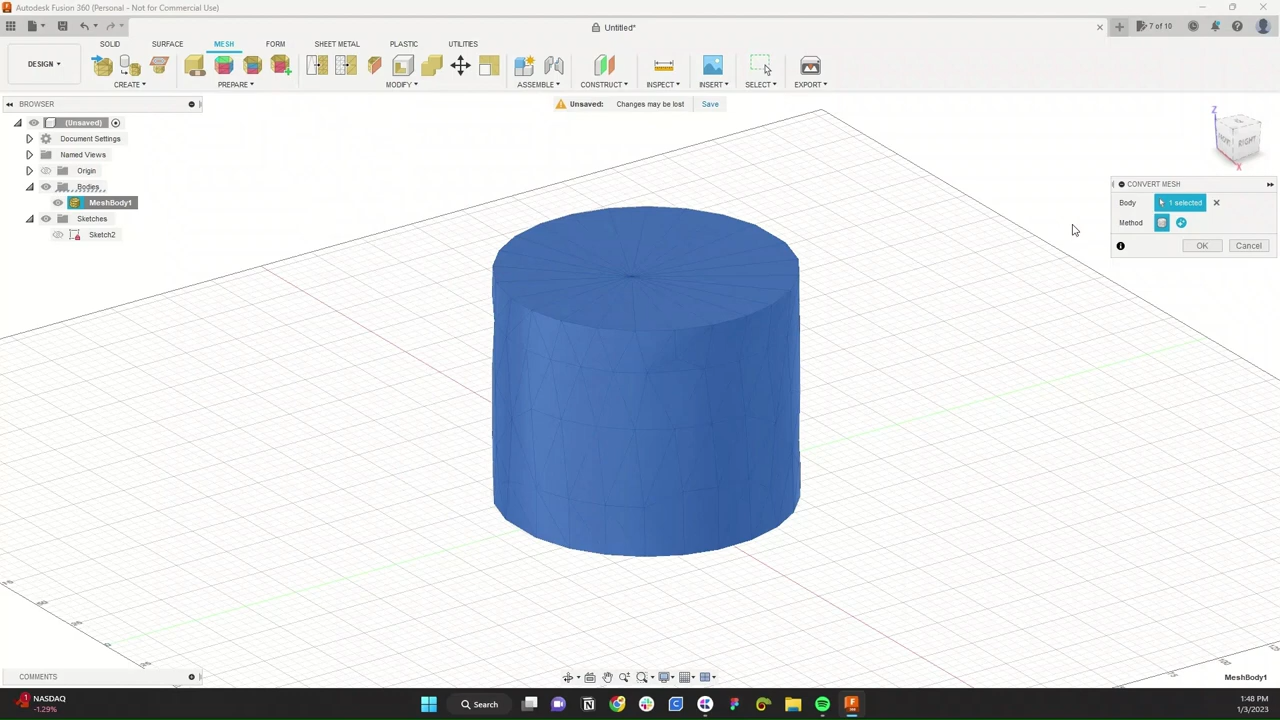 Autodesk Fusion 360 (Personal - Not for Commercial Use)
Untitled*
7 of 10
DESIGN
SOLID SURFACE MESH FORM SHEET METAL PLASTIC UTILITIES
CREATE PREPARE MODIFY ASSEMBLE CONSTRUCT INSPECT INSERT SELECT EXPORT
BROWSER
Unsaved: Changes may be lost Save
(Unsaved)
Document Settings
Named Views
Origin
Bodies
MeshBody1
Sketches
Sketch2
Z
RIGHT
X
CONVERT MESH
Body 1 selected
Method
OK Cancel
COMMENTS
MeshBody1
NASDAQ
-1.29%
Search
1:48 PM
1/3/2023